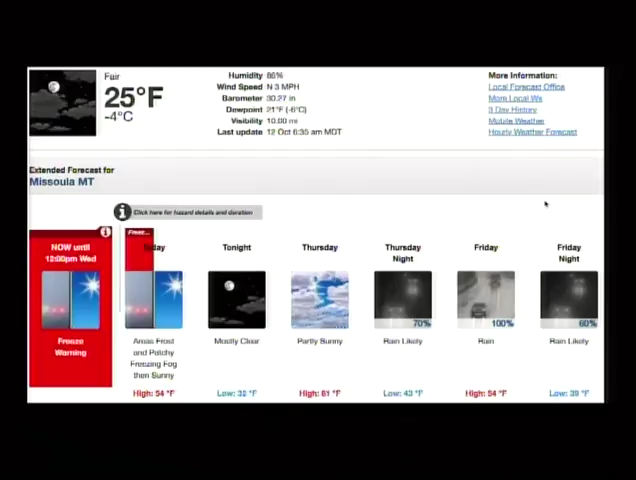 Fair
25°F
-4°C
Humidity 86%
Wind Speed N 3 MPH
Barometer 30.27 in
Dewpoint 21°F (-6°C)
Visibility 10.00 mi
Last update 12 Oct 6:35 am MDT
More Information:
Local Forecast Office
More Local Wx
3 Day History
Mobile Weather
Hourly Weather Forecast
Extended Forecast for
Missoula MT
Click here for hazard details and duration
NOW until
12:00pm Wed
Freeze
Warning
Freez...
Areas Frost
and Patchy
Freezing Fog
then Sunny
High: 54 °F
Tonight
Mostly Clear
Low: 32 °F
Thursday
Partly Sunny
High: 61 °F
Thursday
Night
70%
Rain Likely
Low: 43 °F
Friday
100%
Rain
High: 54 °F
Friday
Night
60%
Rain Likely
Low: 39 °F